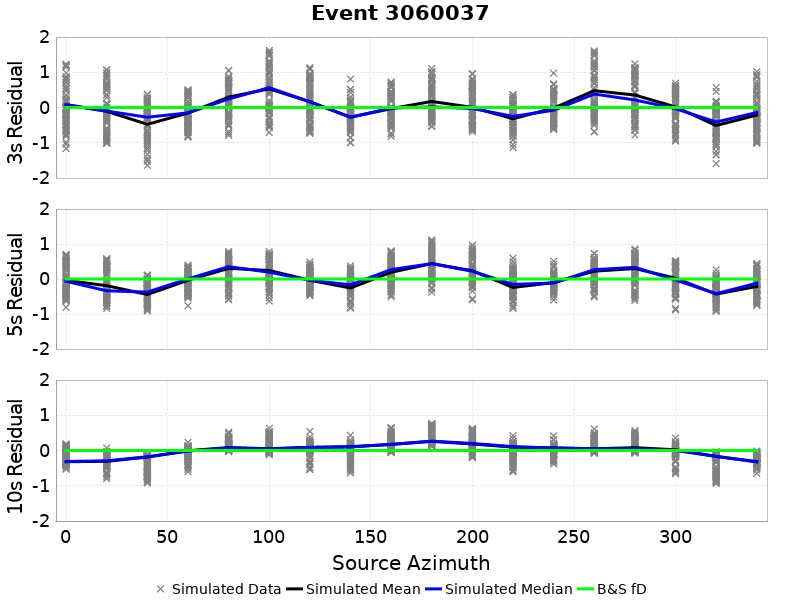 Event 3060037
3s Residual
2
1
0
-1
-2
5s Residual
2
1
0
-1
-2
10s Residual
2
1
0
-1
-2
0 50 100 150 200 250 300
Source Azimuth
Simulated Data Simulated Mean Simulated Median B&S fD